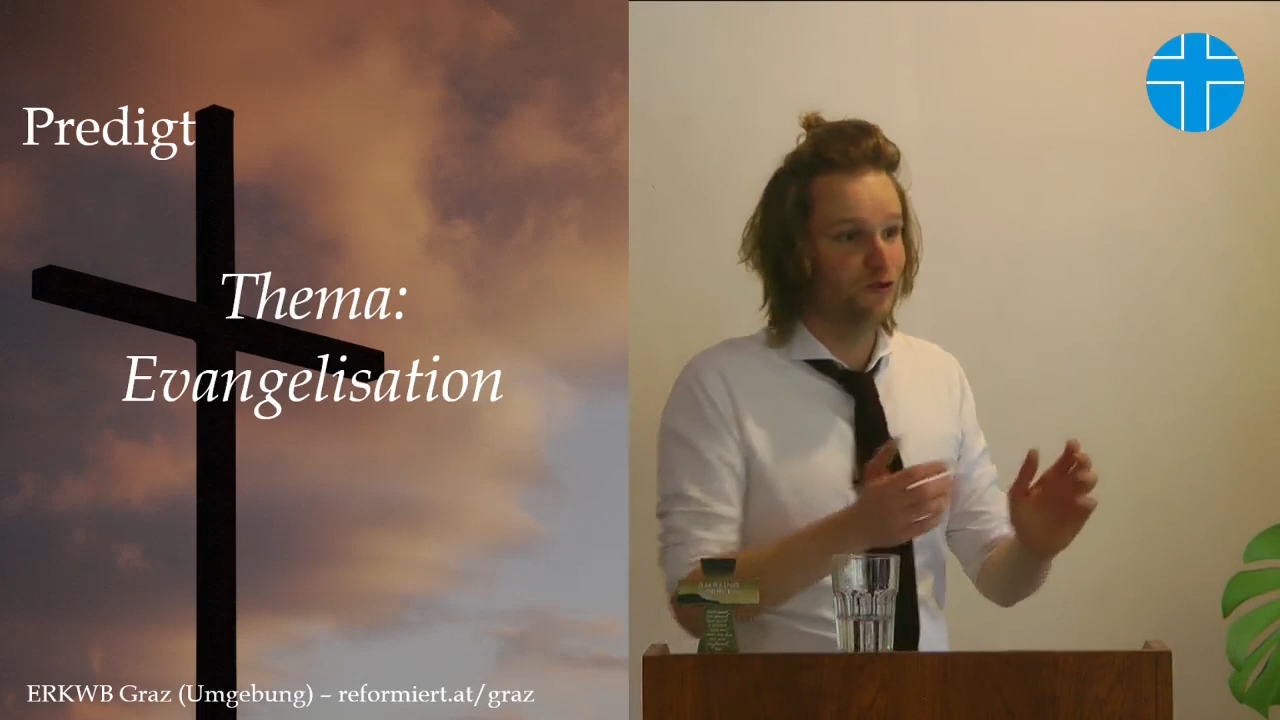 Predigt
Thema:
Evangelisation
ERKWB Graz (Umgebung) – reformiert.at/graz